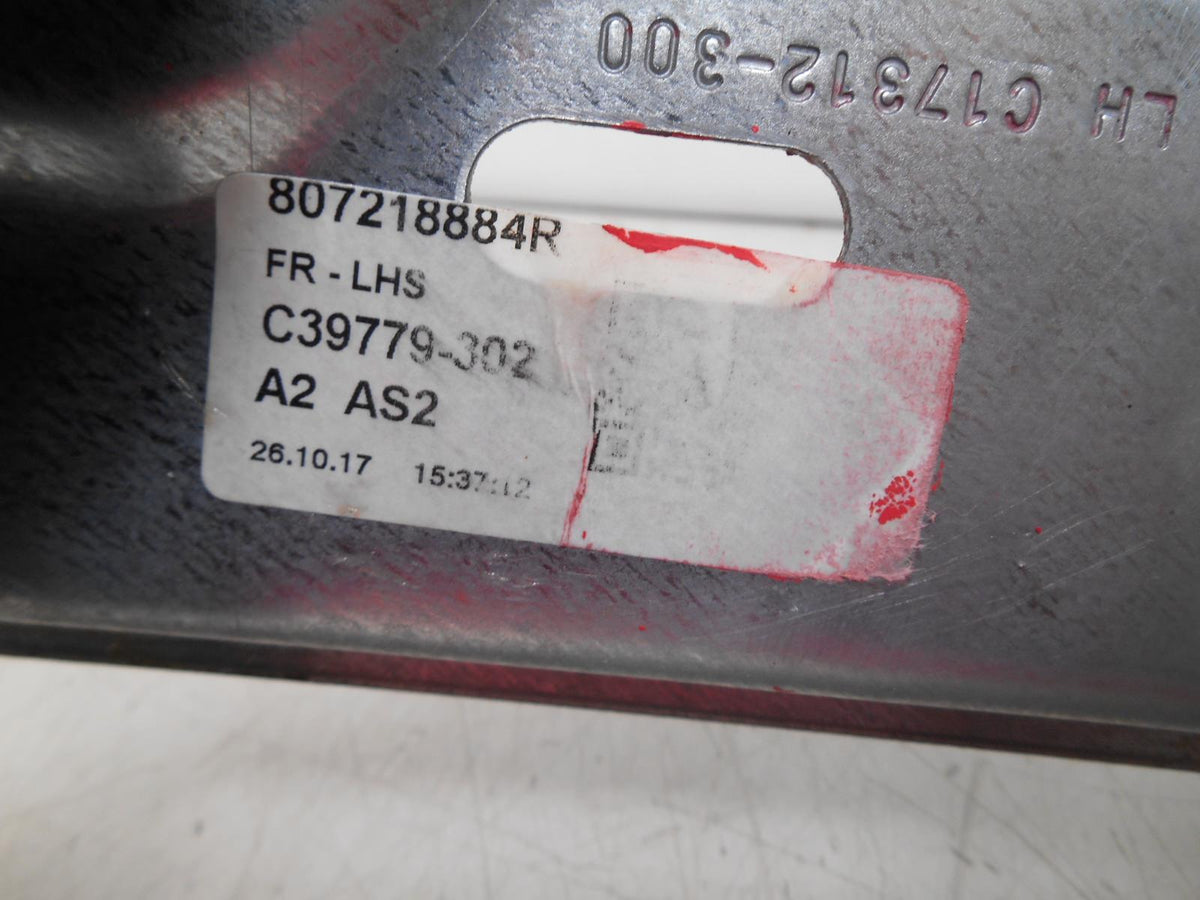 LH C17312-300
807218884R
FR - LHS
C39779-302
A2 AS2
26.10.17 15:37:12